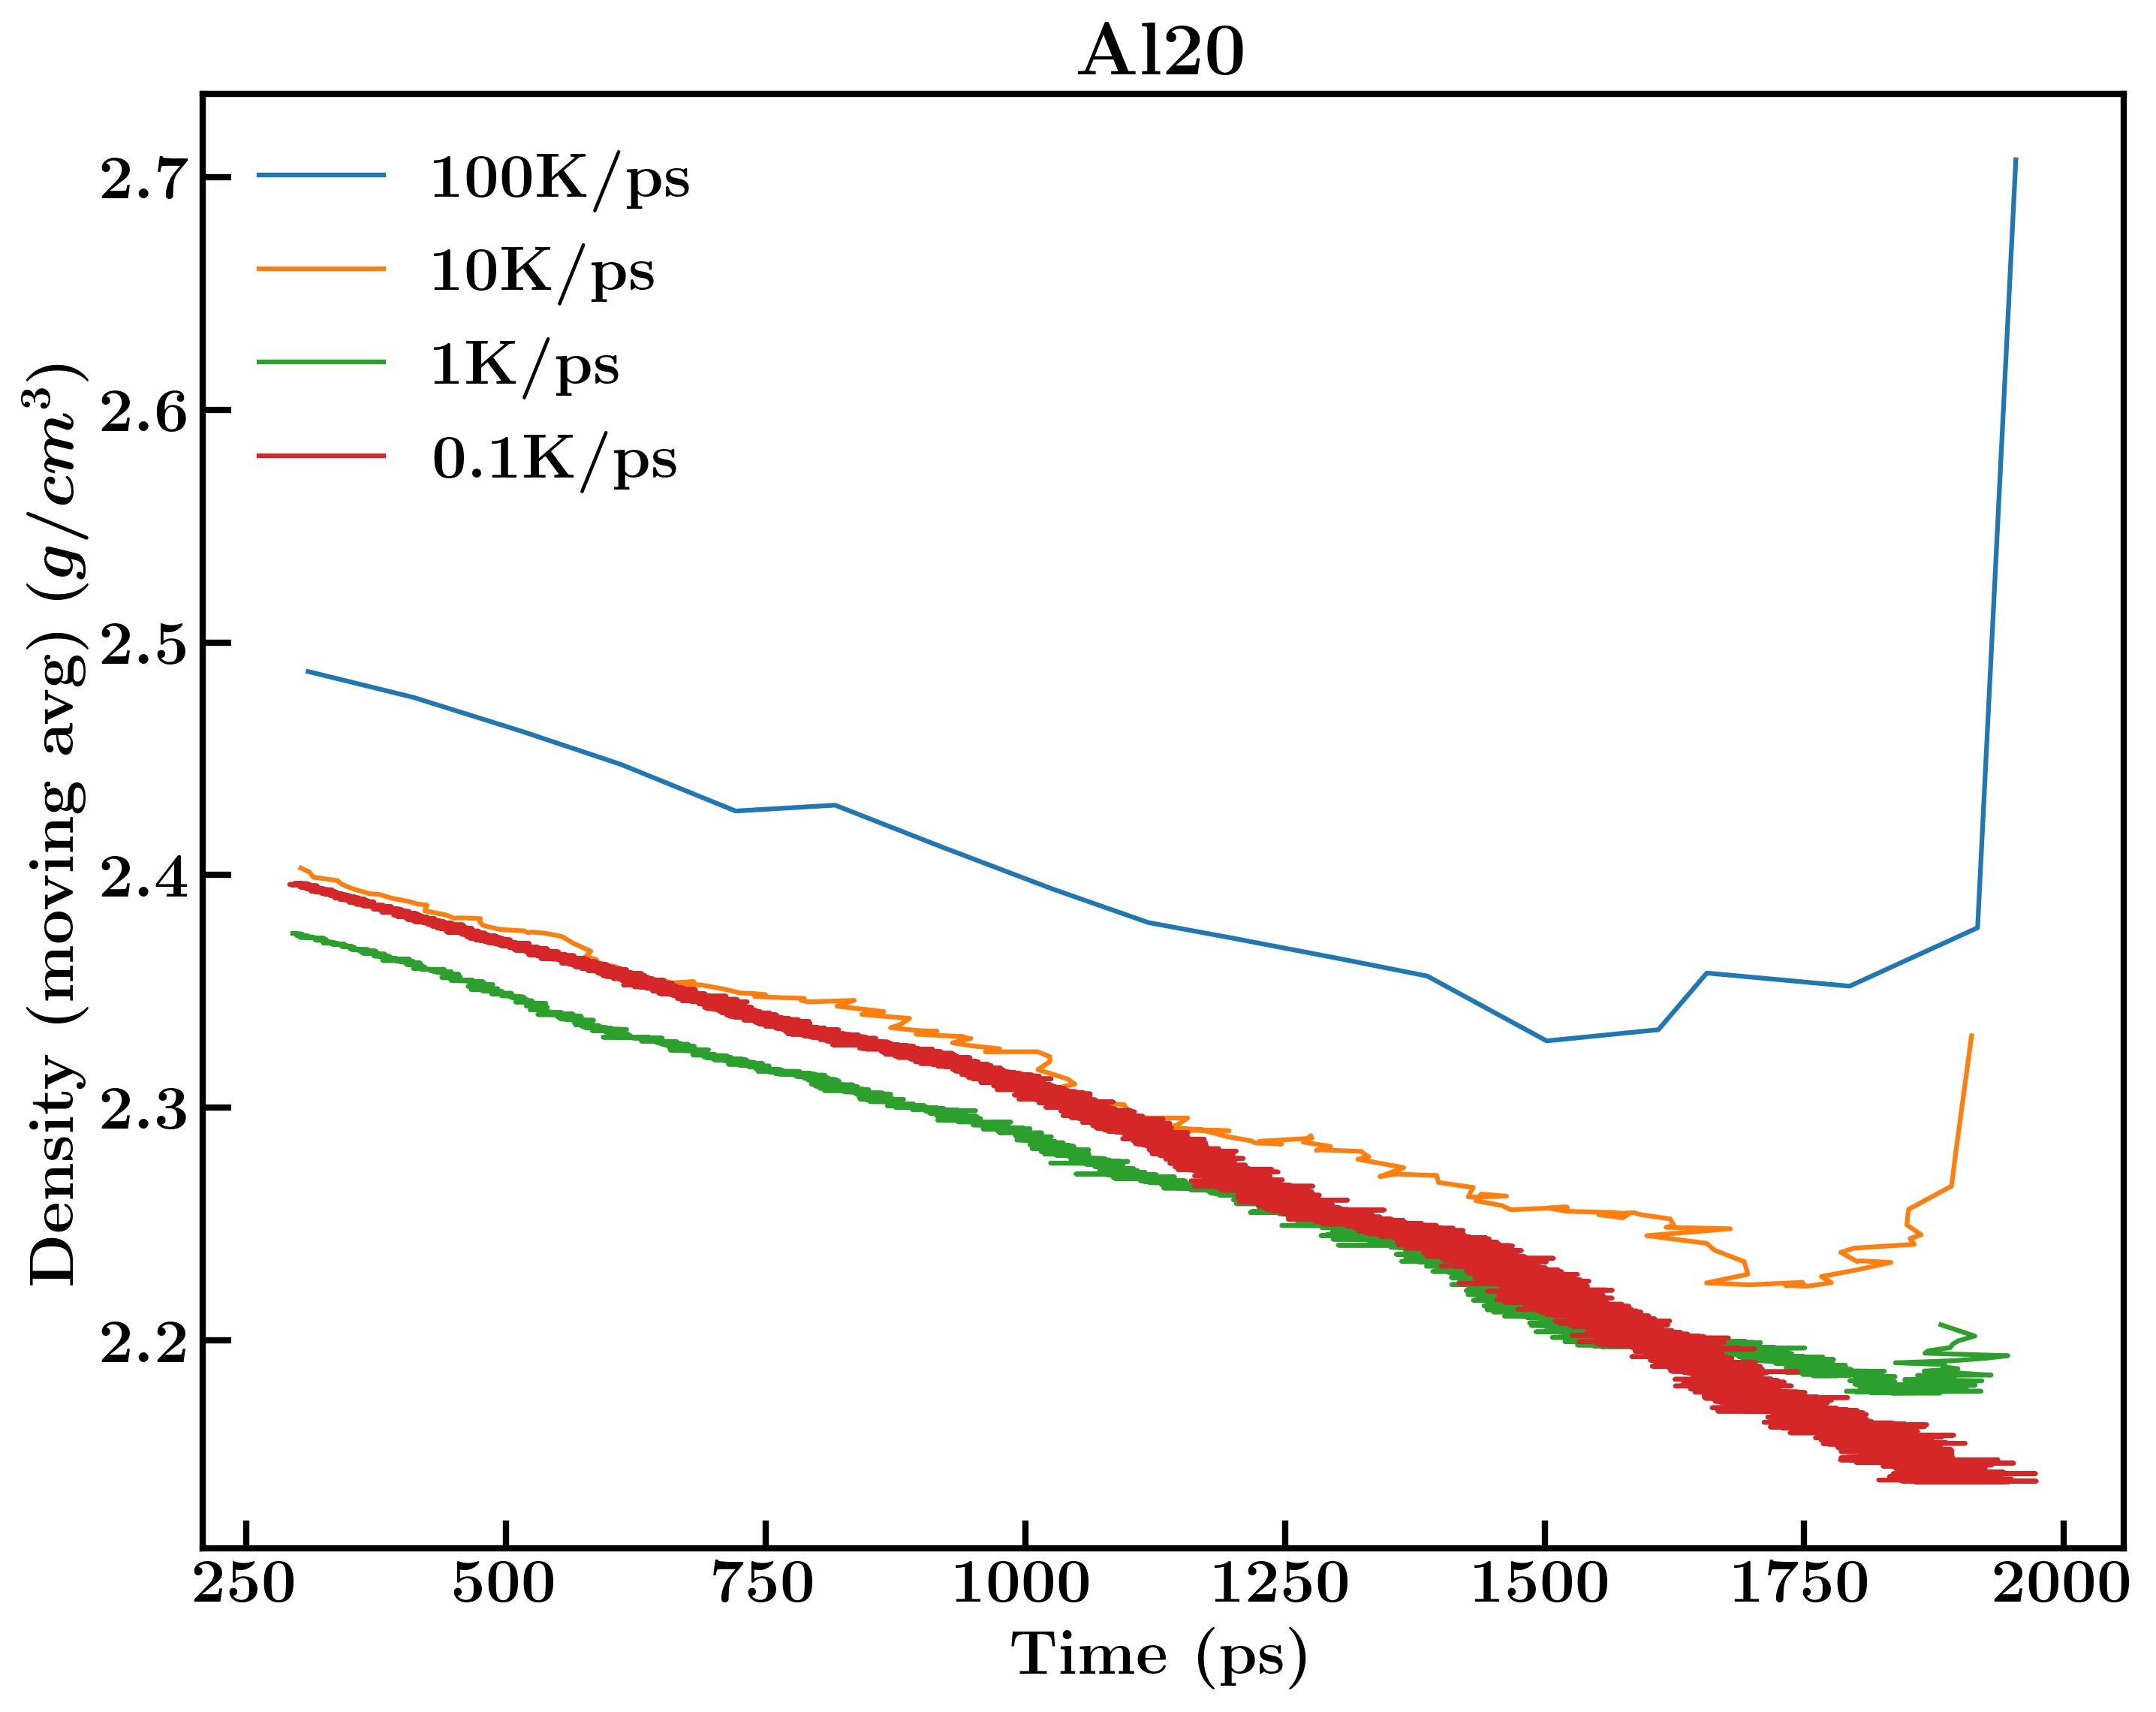 Al20
100K/ps
10K/ps
1K/ps
0.1K/ps
Density (moving avg) (g/cm³)
2.7
2.6
2.5
2.4
2.3
2.2
250 500 750 1000 1250 1500 1750 2000
Time (ps)